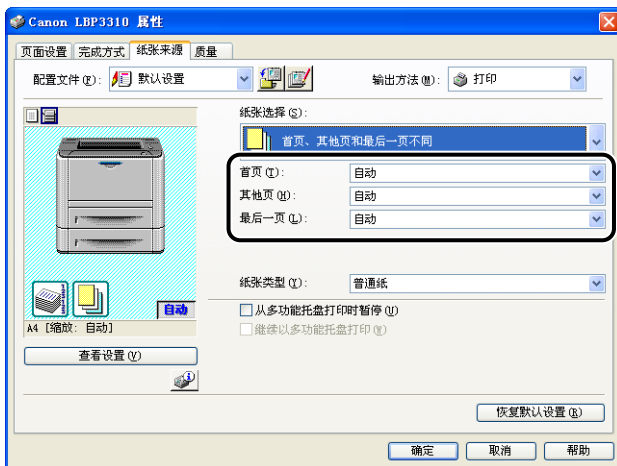 Canon LBP3310 属性
页面设置 完成方式 纸张来源 质量
配置文件(F): 默认设置 输出方法(M): 打印
纸张选择(S):
首页、其他页和最后一页不同
首页(I): 自动
其他页(H): 自动
最后一页(L): 自动
纸张类型(Y): 普通纸
自动
从多功能托盘打印时暂停(U)
A4 [缩放: 自动]
继续以多功能托盘打印(W)
查看设置(V)
恢复默认设置(R)
确定 取消 帮助